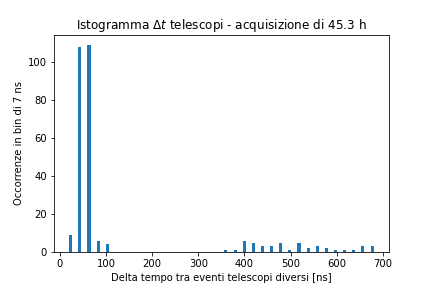 Istogramma Δt telescopi - acquisizione di 45.3 h
Occorrenze in bin di 7 ns
100
80
60
40
20
0
0 100 200 300 400 500 600 700
Delta tempo tra eventi telescopi diversi [ns]